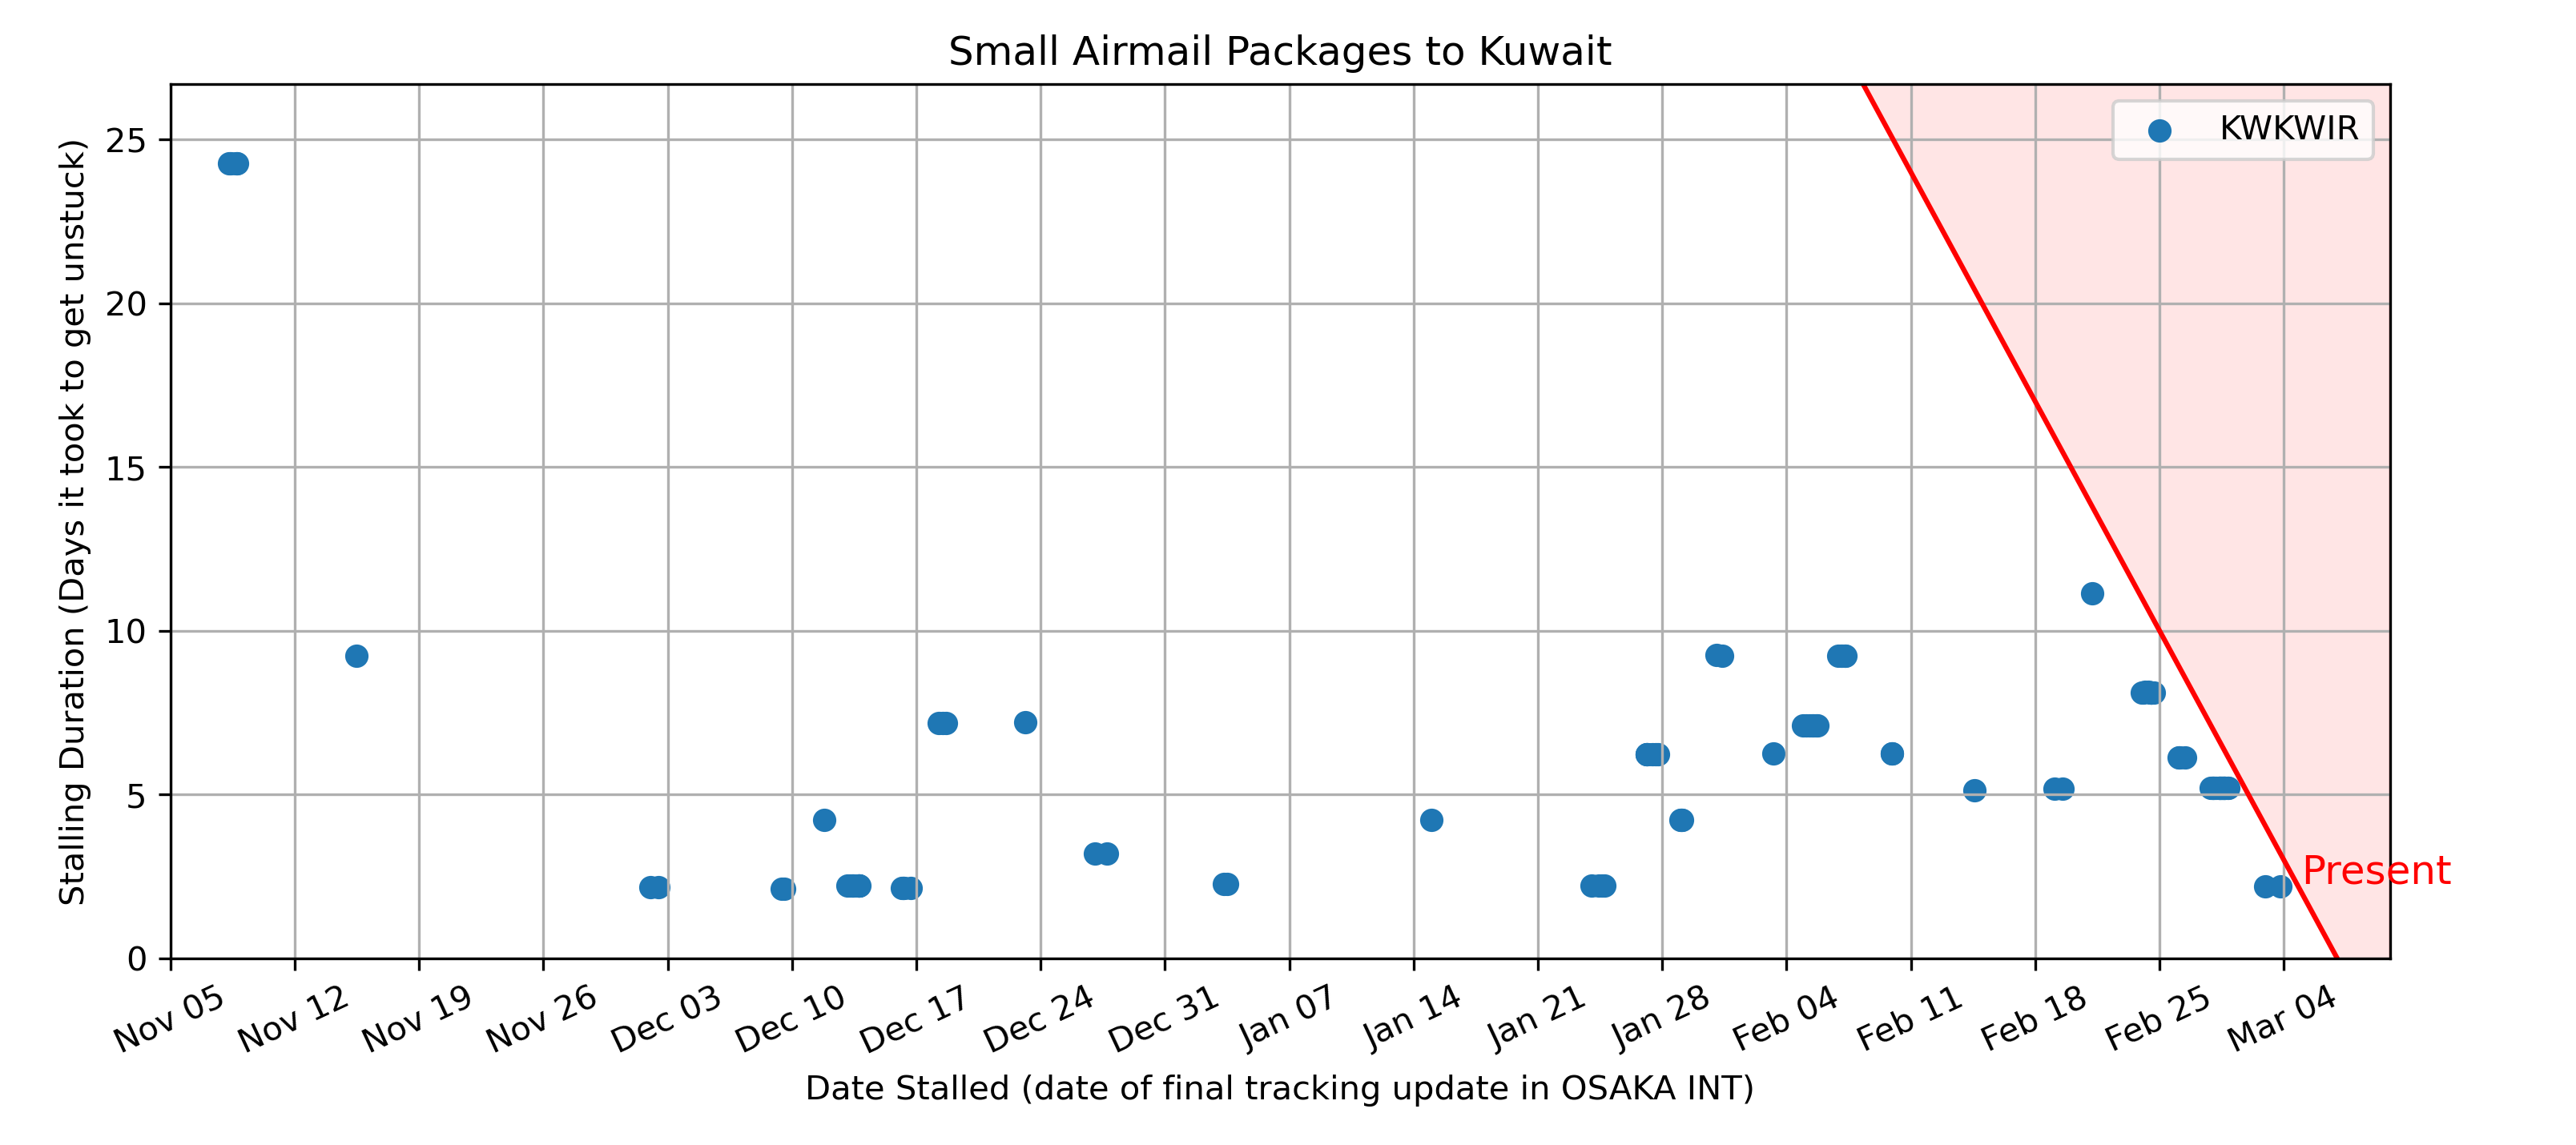 Small Airmail Packages to Kuwait
KWKWIR
Stalling Duration (Days it took to get unstuck)
25
20
15
10
5
0
Present
Nov 05
Nov 12
Nov 19
Nov 26
Dec 03
Dec 10
Dec 17
Dec 24
Dec 31
Jan 07
Jan 14
Jan 21
Jan 28
Feb 04
Feb 11
Feb 18
Feb 25
Mar 04
Date Stalled (date of final tracking update in OSAKA INT)